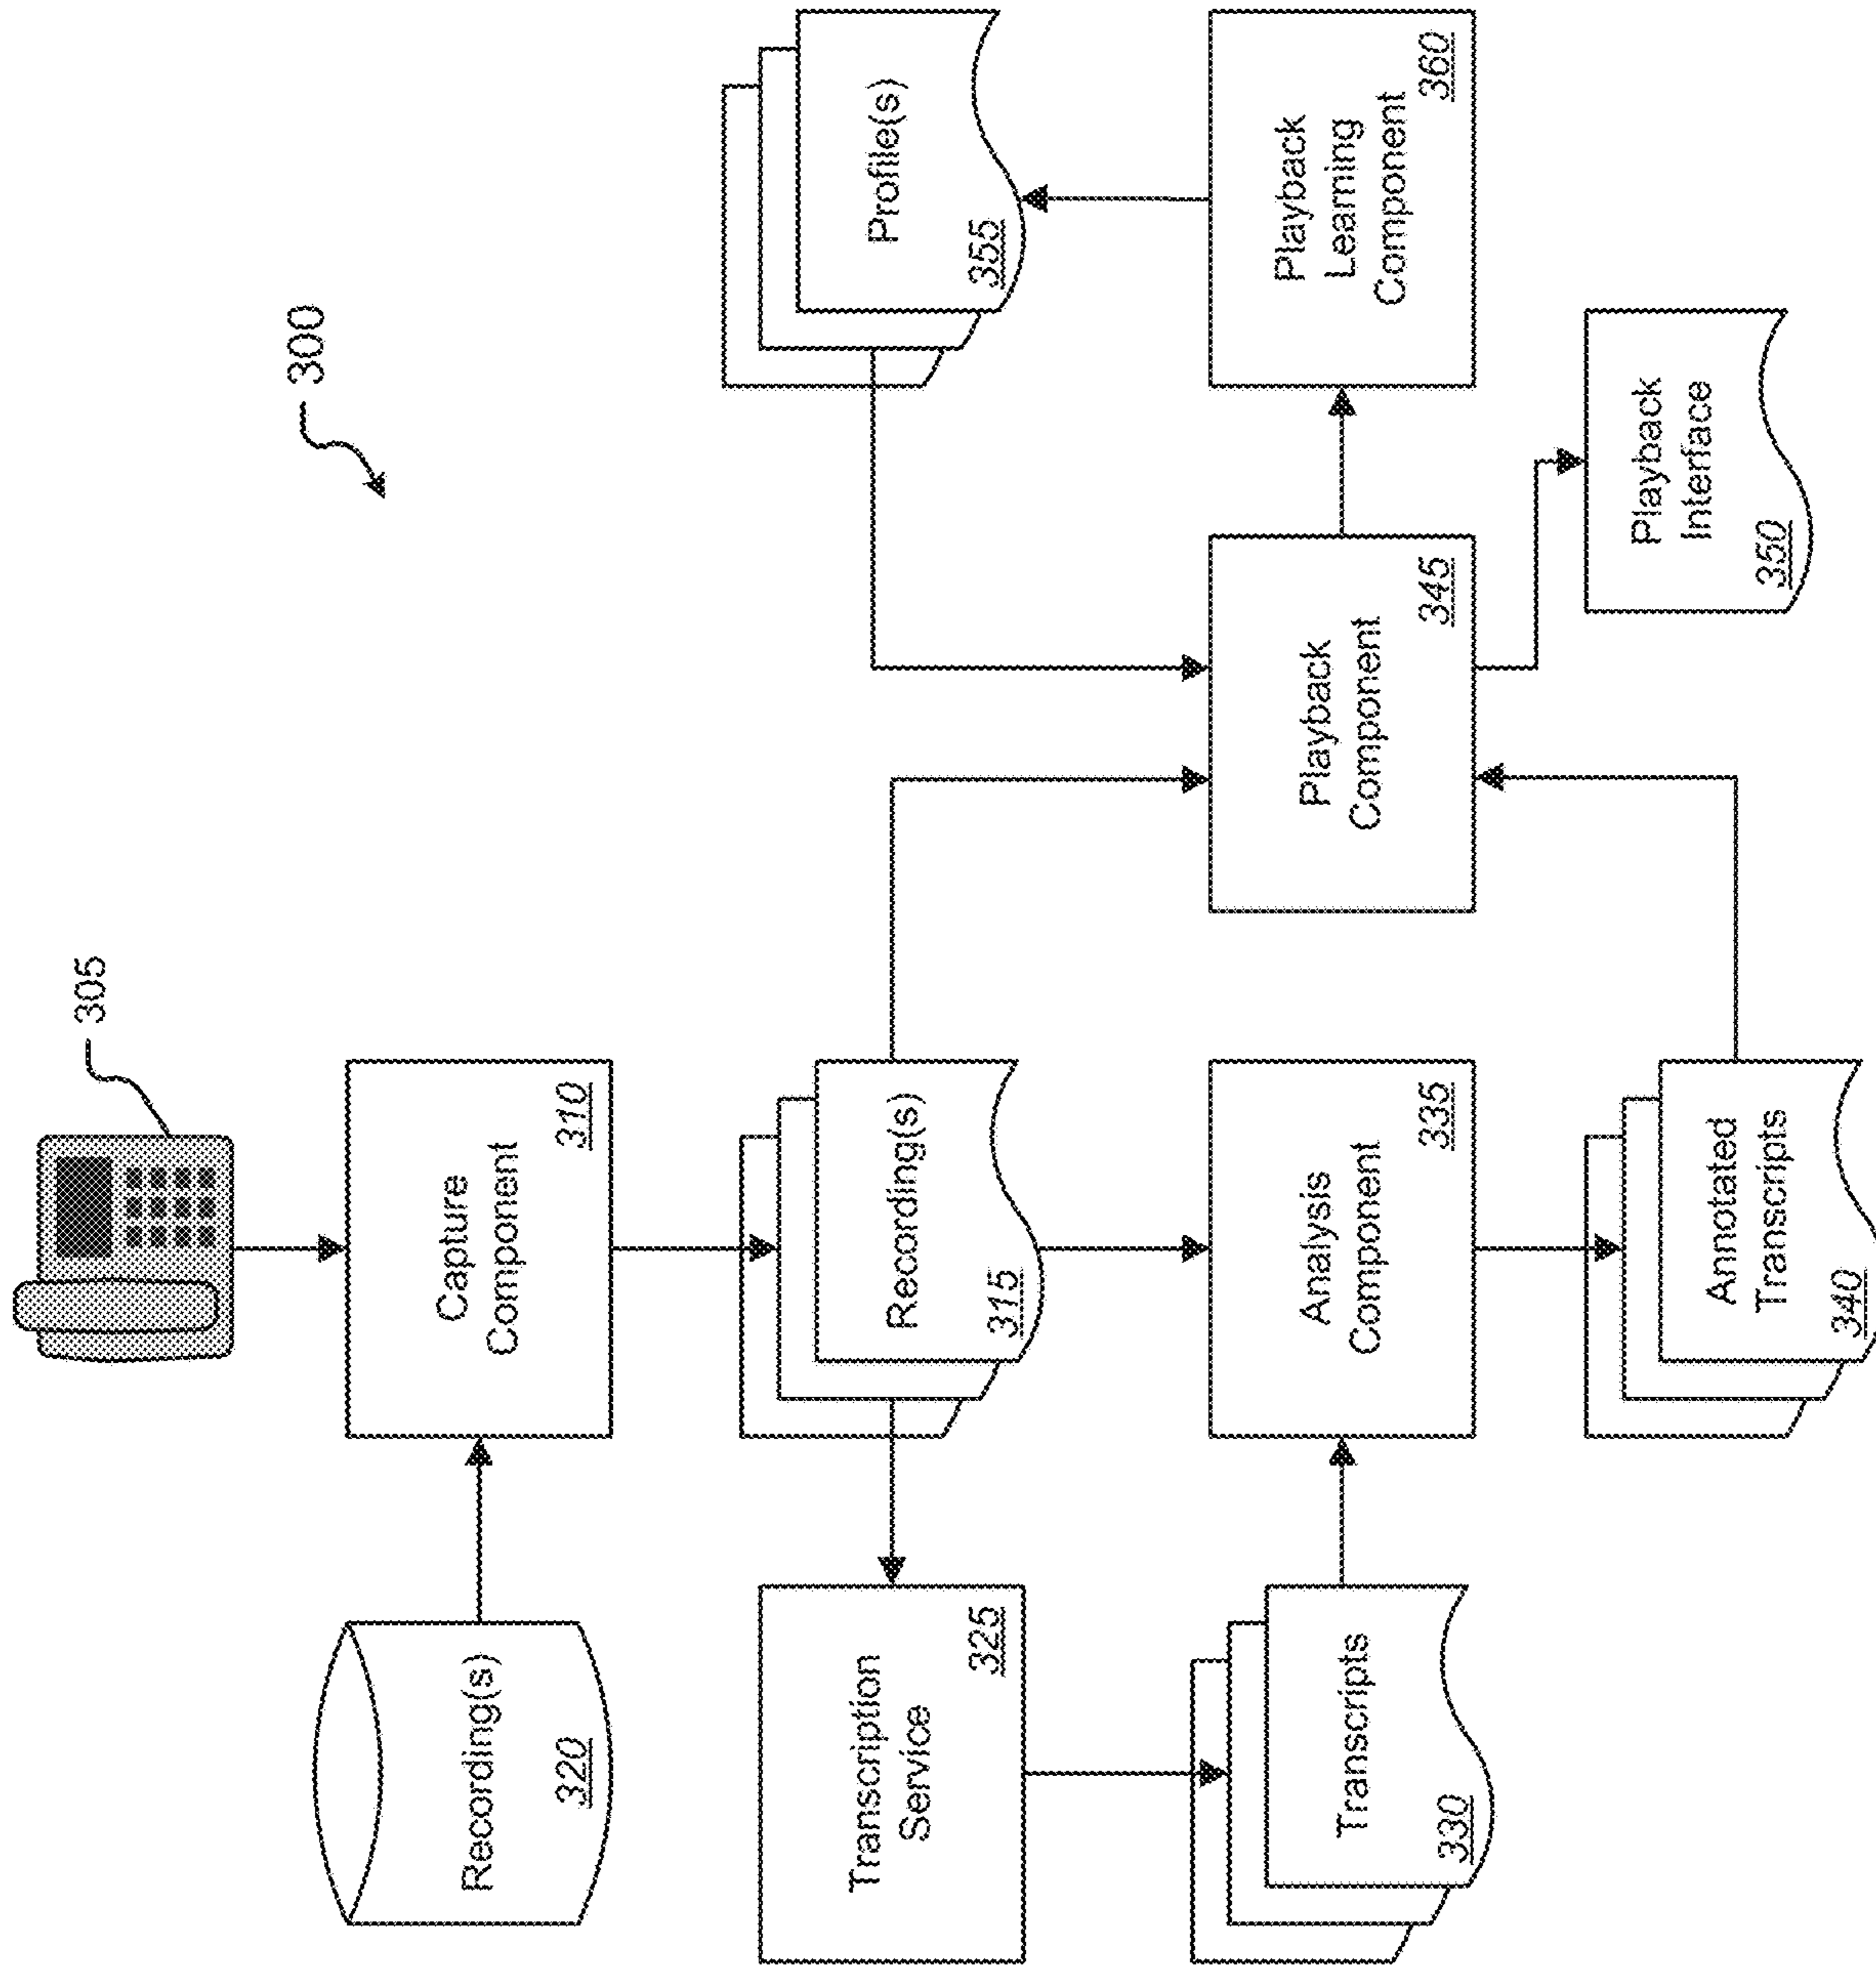 305
300
Recording(s)
320
Capture
Component
310
Transcription
Service
325
Recording(s)
315
Profile(s)
355
Transcripts
330
Analysis
Component
335
Playback
Component
345
Playback
Learning
Component
360
Annotated
Transcripts
340
Playback
Interface
350